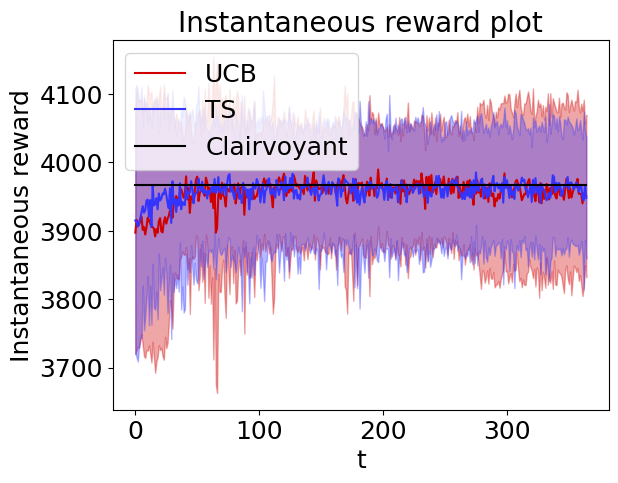 Instantaneous reward plot
UCB
TS
Clairvoyant
Instantaneous reward
4100
4000
3900
3800
3700
0
100
200
300
t